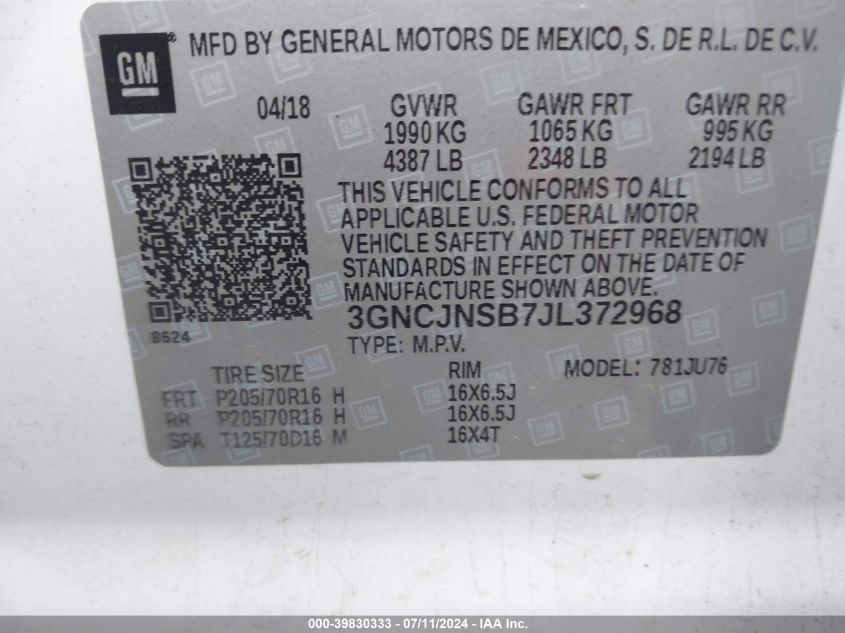 GM MFD BY GENERAL MOTORS DE MEXICO, S. DE R.L. DE C.V.
04/18 GVWR GAWR FRT GAWR RR
1990 KG 1065 KG 995 KG
4387 LB 2348 LB 2194 LB
THIS VEHICLE CONFORMS TO ALL
APPLICABLE U.S. FEDERAL MOTOR
VEHICLE SAFETY AND THEFT PREVENTION
STANDARDS IN EFFECT ON THE DATE OF
MANUFACTURE SHOWN ABOVE.
8624 3GNCJNSB7JL372968
TYPE: M.P.V.
TIRE SIZE RIM MODEL: 781JU76
FRT P205/70R16 H 16X6.5J
RR P205/70R16 H 16X6.5J
SPA T125/70D16 M 16X4T
000-39830333 - 07/11/2024 - IAA Inc.